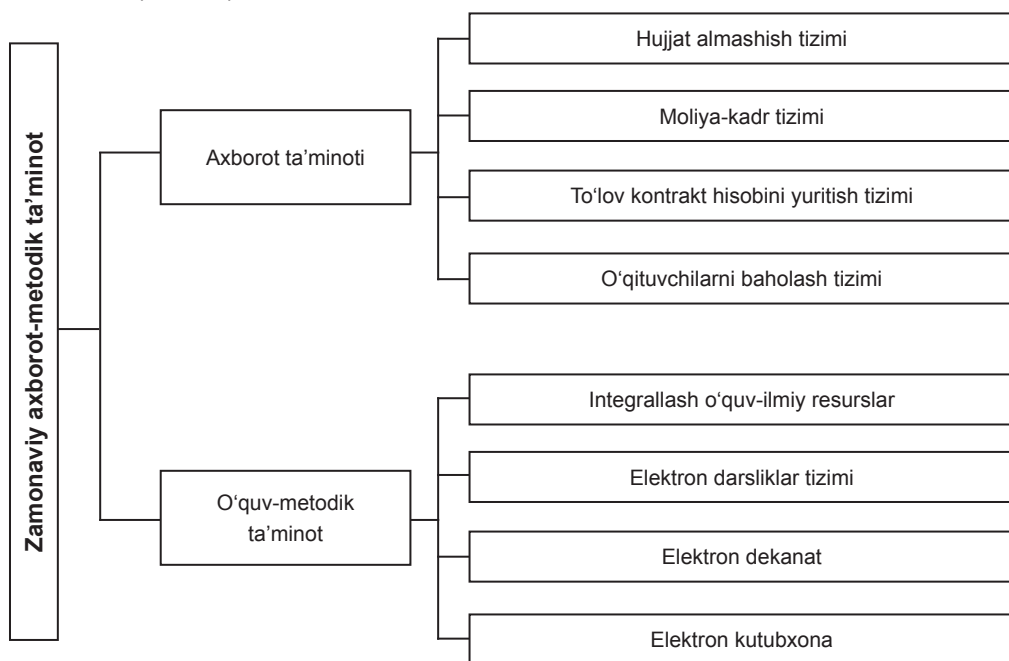 Zamonaviy axborot-metodik ta’minot
Axborot ta’minoti
Hujjat almashish tizimi
Moliya-kadr tizimi
To‘lov kontrakt hisobini yuritish tizimi
O‘qituvchilarni baholash tizimi
O‘quv-metodik
ta’minot
Integrallash o‘quv-ilmiy resurslar
Elektron darsliklar tizimi
Elektron dekanat
Elektron kutubxona